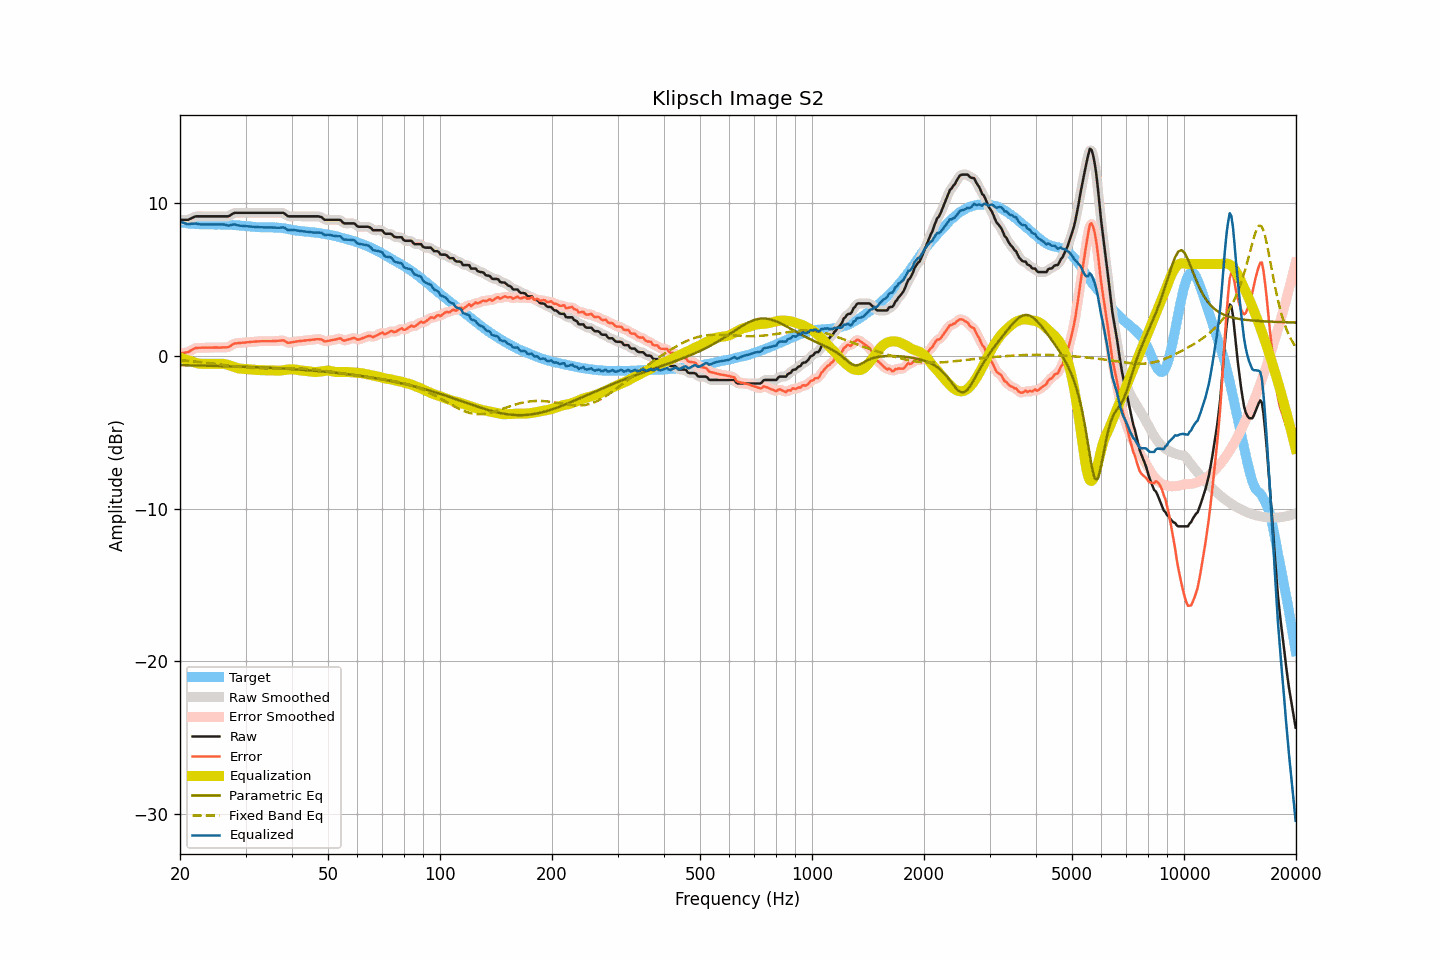 Klipsch Image S2
Amplitude (dBr)
10
0
−10
−20
−30
Target
Raw Smoothed
Error Smoothed
Raw
Error
Equalization
Parametric Eq
Fixed Band Eq
Equalized
20 50 100 200 500 1000 2000 5000 10000 20000
Frequency (Hz)